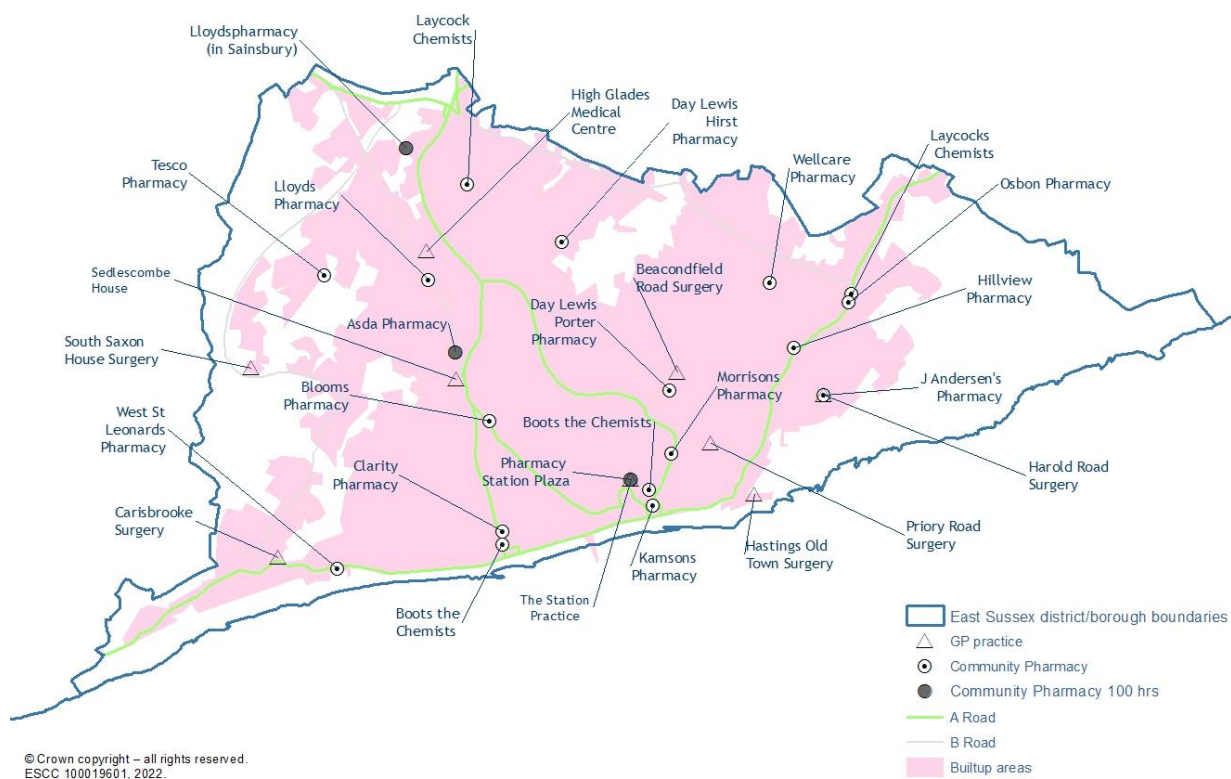 Lloydspharmacy
(in Sainsbury)
Laycock
Chemists
High Glades
Medical
Centre
Day Lewis
Hirst
Pharmacy
Laycocks
Chemists
Wellcare
Pharmacy
Osbon Pharmacy
Tesco
Pharmacy
Lloyds
Pharmacy
Sedlescombe
House
Beacondfield
Road Surgery
Hillview
Pharmacy
Day Lewis
Porter
Pharmacy
Asda Pharmacy
South Saxon
House Surgery
Blooms
Pharmacy
Morrisons
Pharmacy
J Andersen's
Pharmacy
West St
Leonards
Pharmacy
Boots the Chemists
Clarity
Pharmacy
Pharmacy
Station Plaza
Harold Road
Surgery
Carisbrooke
Surgery
Priory Road
Surgery
Hastings Old
Town Surgery
Kamsons
Pharmacy
The Station
Practice
Boots the
Chemists
East Sussex district/borough boundaries
GP practice
Community Pharmacy
Community Pharmacy 100 hrs
A Road
B Road
Builtup areas
© Crown copyright – all rights reserved.
ESCC 100019601, 2022.